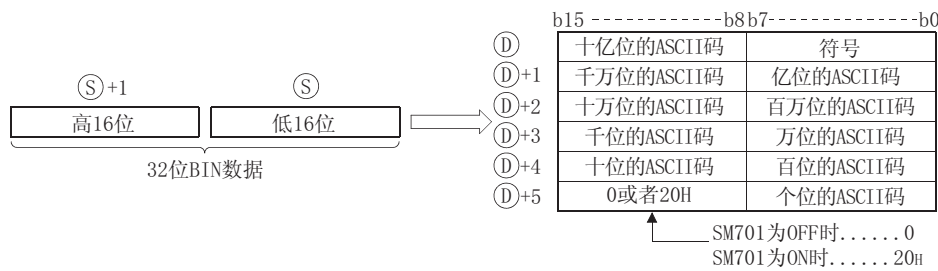 b15 -------------b8 b7---------------b0
Ⓓ 十亿位的ASCII码 符号
Ⓓ+1 千万位的ASCII码 亿位的ASCII码
Ⓢ+1 Ⓢ
Ⓓ+2 十万位的ASCII码 百万位的ASCII码
高16位 低16位
Ⓓ+3 千位的ASCII码 万位的ASCII码
32位BIN数据
Ⓓ+4 十位的ASCII码 百位的ASCII码
Ⓓ+5 0或者20H 个位的ASCII码
SM701为OFF时......0
SM701为ON时......20H